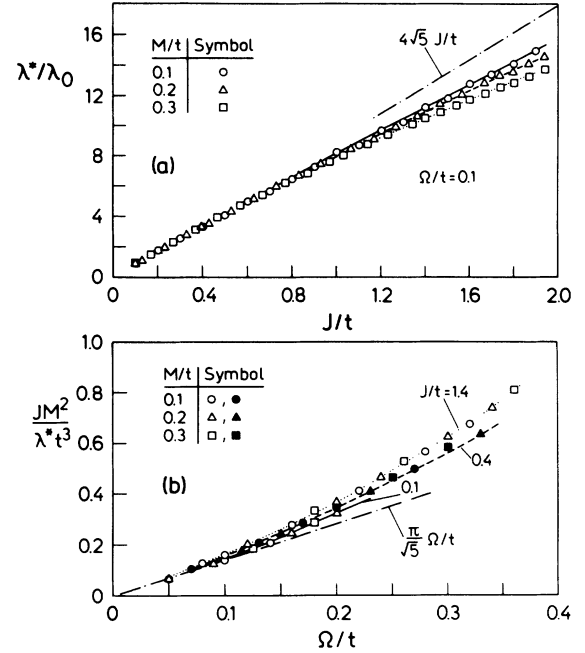 16
12
8
4
0
λ*/λ₀
M/t Symbol
0.1 ○
0.2 △
0.3 □
(a)
4√5 J/t
Ω/t = 0.1
0 0.4 0.8 1.2 1.6 2.0
J/t
1.0
0.8
0.6
0.4
0.2
0
JM²
λ*t³
M/t Symbol
0.1 ○, ●
0.2 △, ▲
0.3 □, ■
(b)
J/t=1.4
0.4
0.1
π/√5 Ω/t
0 0.1 0.2 0.3 0.4
Ω/t